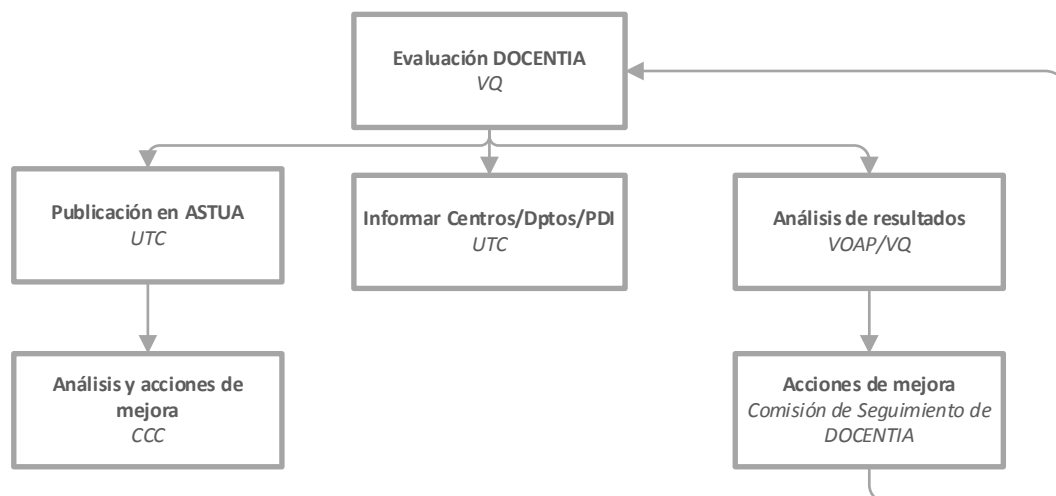 Evaluación DOCENTIA
VQ
Publicación en ASTUA
UTC
Informar Centros/Dptos/PDI
UTC
Análisis de resultados
VOAP/VQ
Análisis y acciones de
mejora
CCC
Acciones de mejora
Comisión de Seguimiento de
DOCENTIA